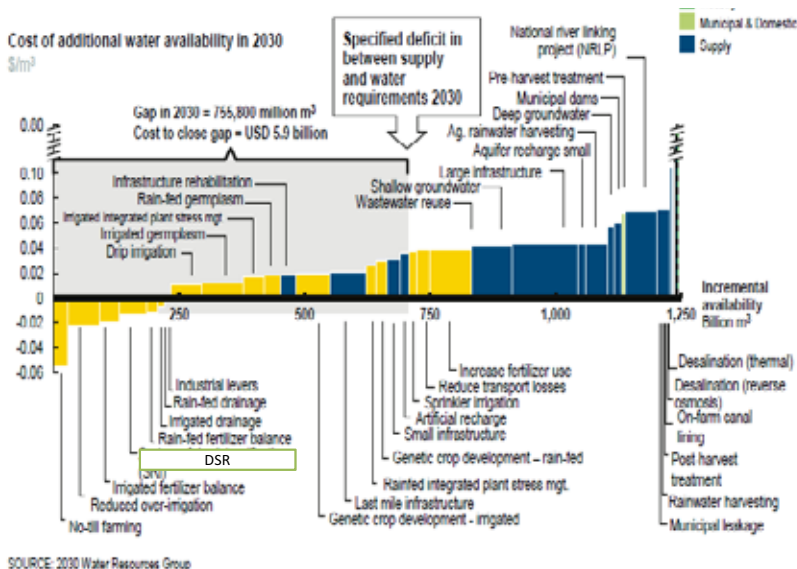 Cost of additional water availability in 2030
$/m³
Specified deficit in
between supply
and water
requirements 2030
Municipal & Domestic
Supply
National river linking
project (NRLP)
Gap in 2030 = 755,800 million m³
Cost to close gap = USD 5.9 billion
Pre-harvest treatment
Municipal dams
Deep groundwater
Ag. rainwater harvesting
Aquifer recharge small
Large infrastructure
Shallow groundwater
Wastewater reuse
Infrastructure rehabilitation
Rain-fed germplasm
Irrigated integrated plant stress mgt.
Irrigated germplasm
Drip irrigation
0.80
0.10
0.08
0.06
0.04
0.02
0
-0.02
-0.04
-0.06
250
500
750
1,000
1,250
Incremental
availability
Billion m³
Industrial levers
Rain-fed drainage
Irrigated drainage
Rain-fed fertilizer balance
DSR
(SRI)
Irrigated fertilizer balance
Reduced over-irrigation
No-till farming
Increase fertilizer use
Reduce transport losses
Sprinkler irrigation
Artificial recharge
Small infrastructure
Genetic crop development – rain-fed
Rainfed integrated plant stress mgt.
Last mile infrastructure
Genetic crop development - irrigated
Desalination (thermal)
Desalination (reverse
osmosis)
On-farm canal
lining
Post harvest
treatment
Rainwater harvesting
Municipal leakage
SOURCE: 2030 Water Resources Group